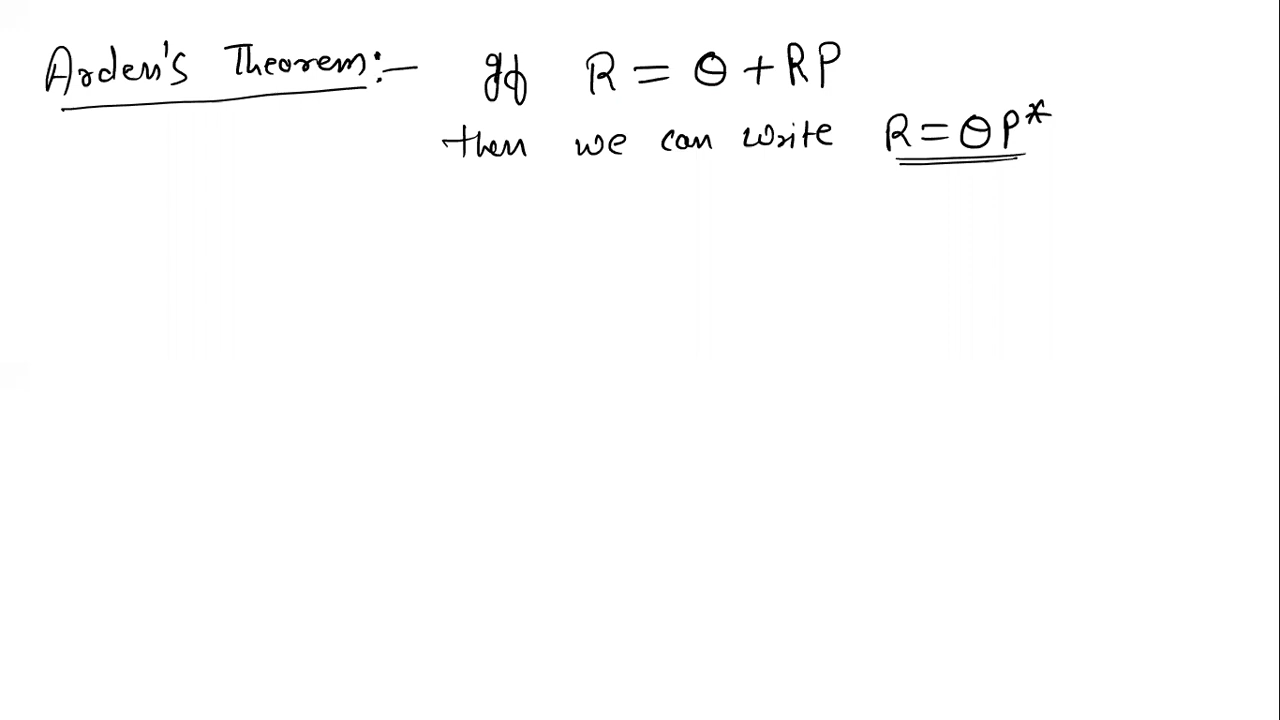 Arden's Theorem:- If R = Q + RP
then we can write R = QP*